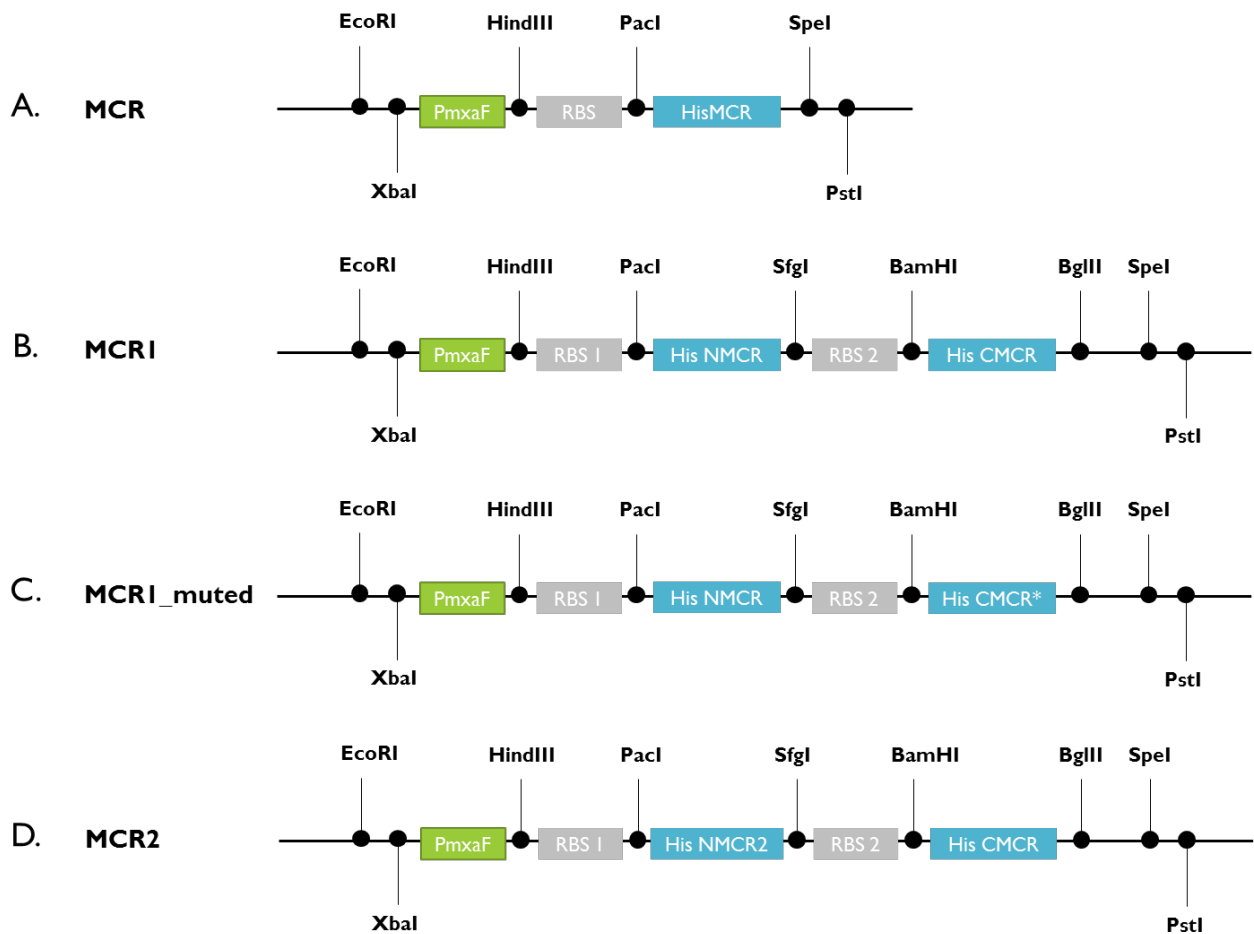 EcoRI HindIII PacI SpeI
A. MCR PmxaF RBS HisMCR
XbaI PstI
EcoRI HindIII PacI SfgI BamHI BglII SpeI
B. MCR1 PmxaF RBS 1 His NMCR RBS 2 His CMCR
XbaI PstI
EcoRI HindIII PacI SfgI BamHI BglII SpeI
C. MCR1_muted PmxaF RBS 1 His NMCR RBS 2 His CMCR*
XbaI PstI
EcoRI HindIII PacI SfgI BamHI BglII SpeI
D. MCR2 PmxaF RBS 1 His NMCR2 RBS 2 His CMCR
XbaI PstI